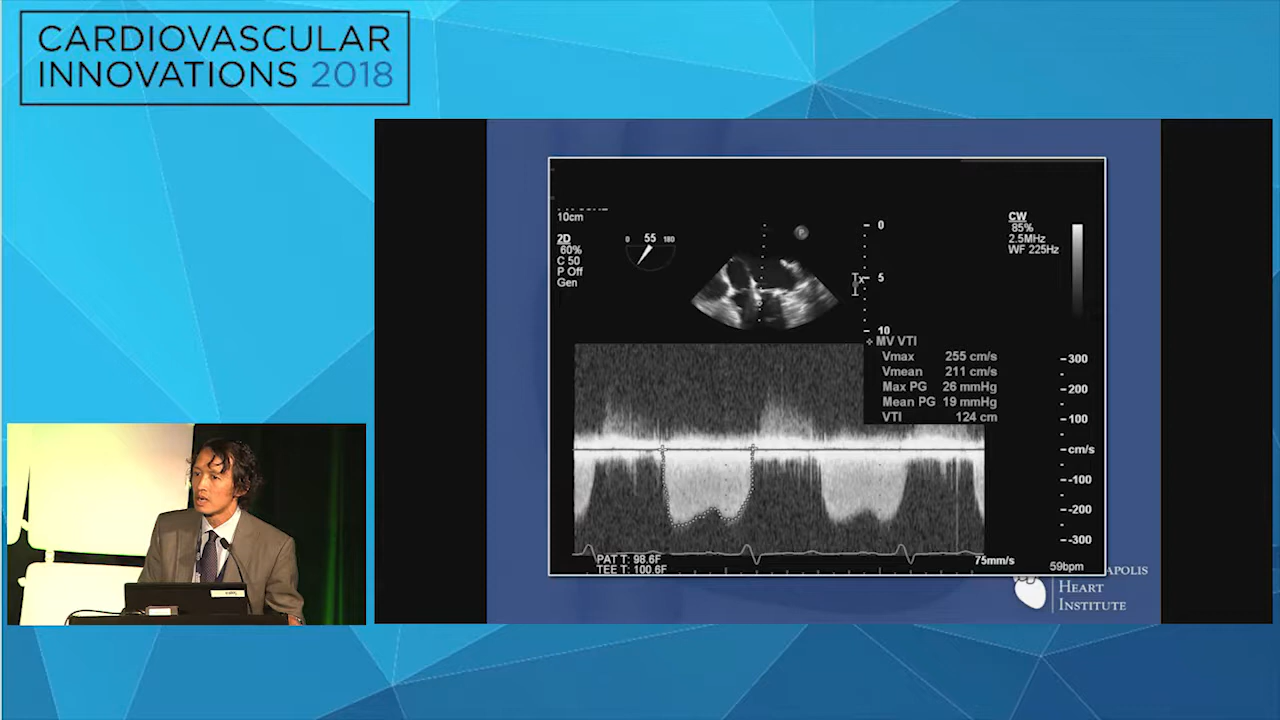 CARDIOVASCULAR
INNOVATIONS 2018
10cm
2D
60%
C 50
P Off
Gen
0 55 180
P
0
5
10
x
CW
85%
2.5MHz
WF 225Hz
MV VTI
Vmax 255 cm/s
Vmean 211 cm/s
Max PG 26 mmHg
Mean PG 19 mmHg
VTI 124 cm
300
200
100
cm/s
-100
-200
-300
PAT T: 98.6F
TEE T: 100.6F
75mm/s
59bpm
APOLIS
HEART
INSTITUTE